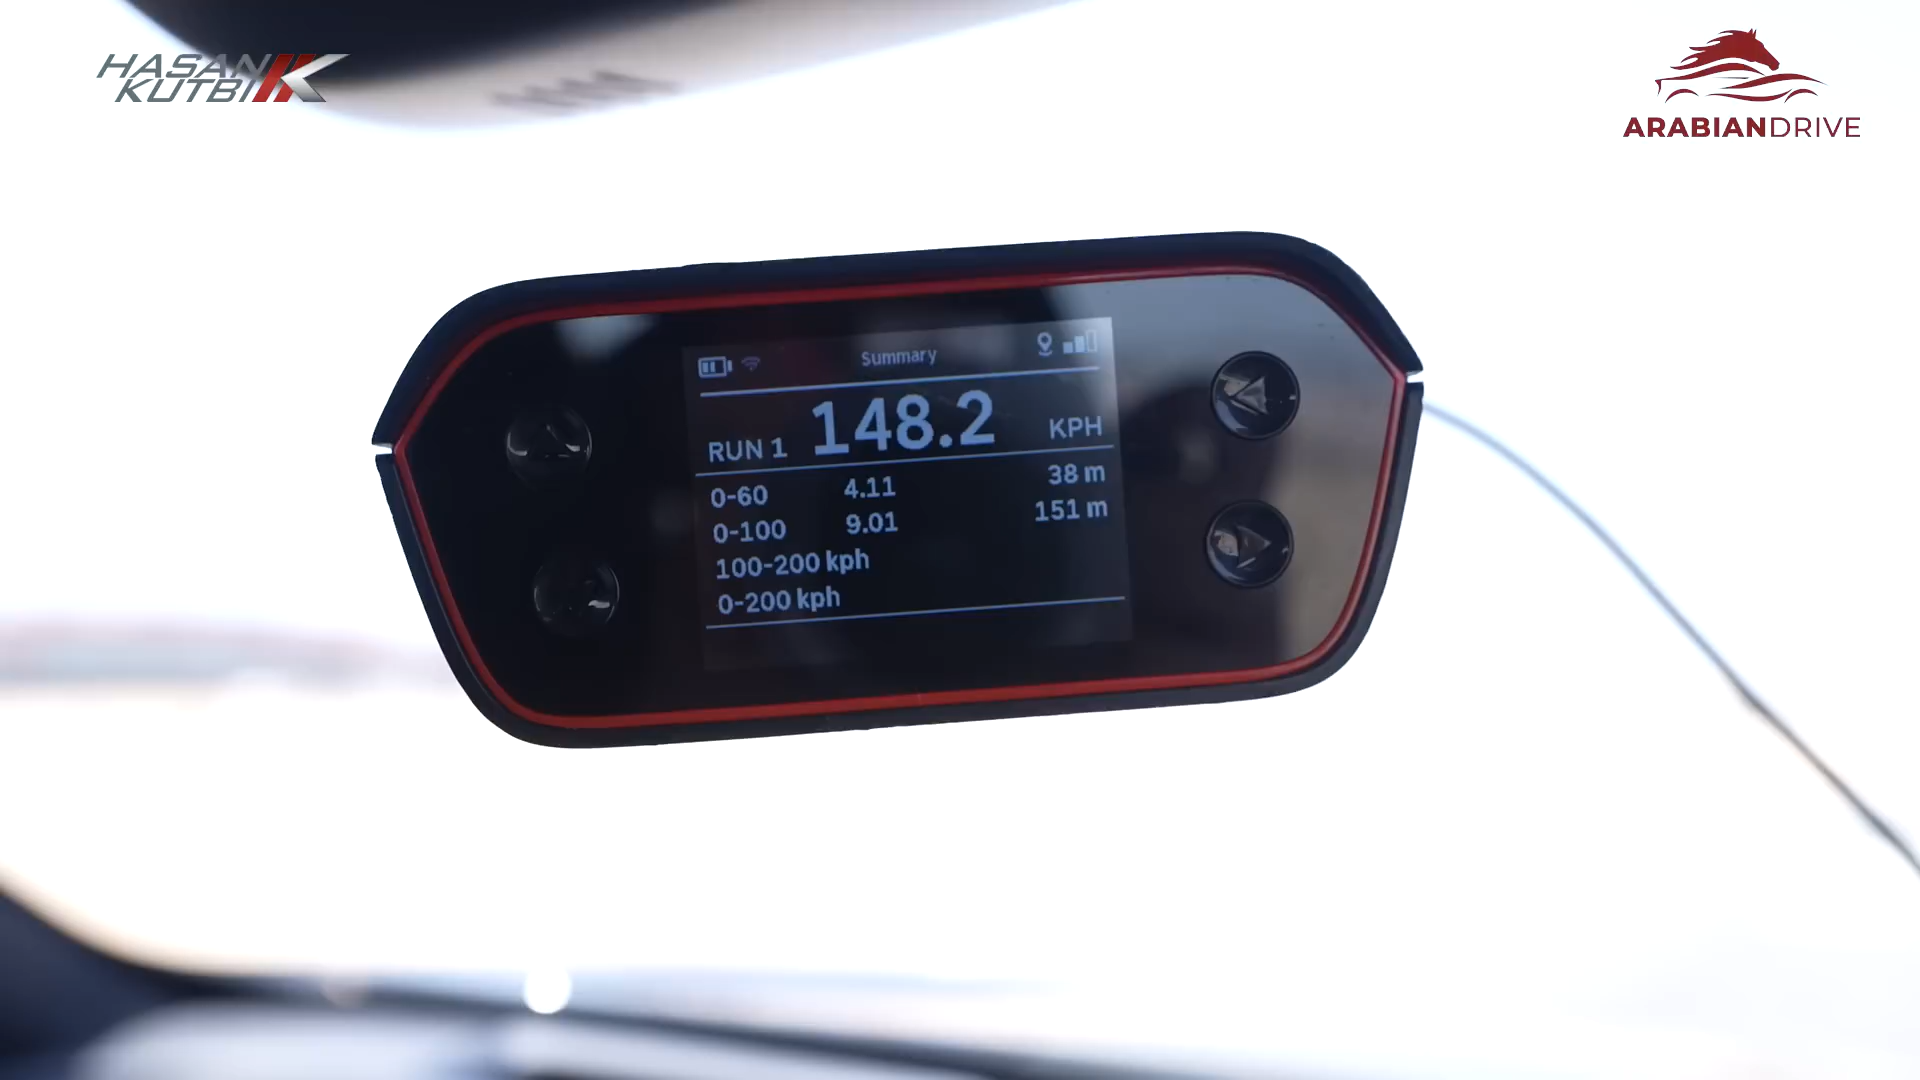 HASAN
KUTBI
ARABIANDRIVE
Summary
RUN 1 148.2 KPH
0-60 4.11 38 m
0-100 9.01 151 m
100-200 kph
0-200 kph